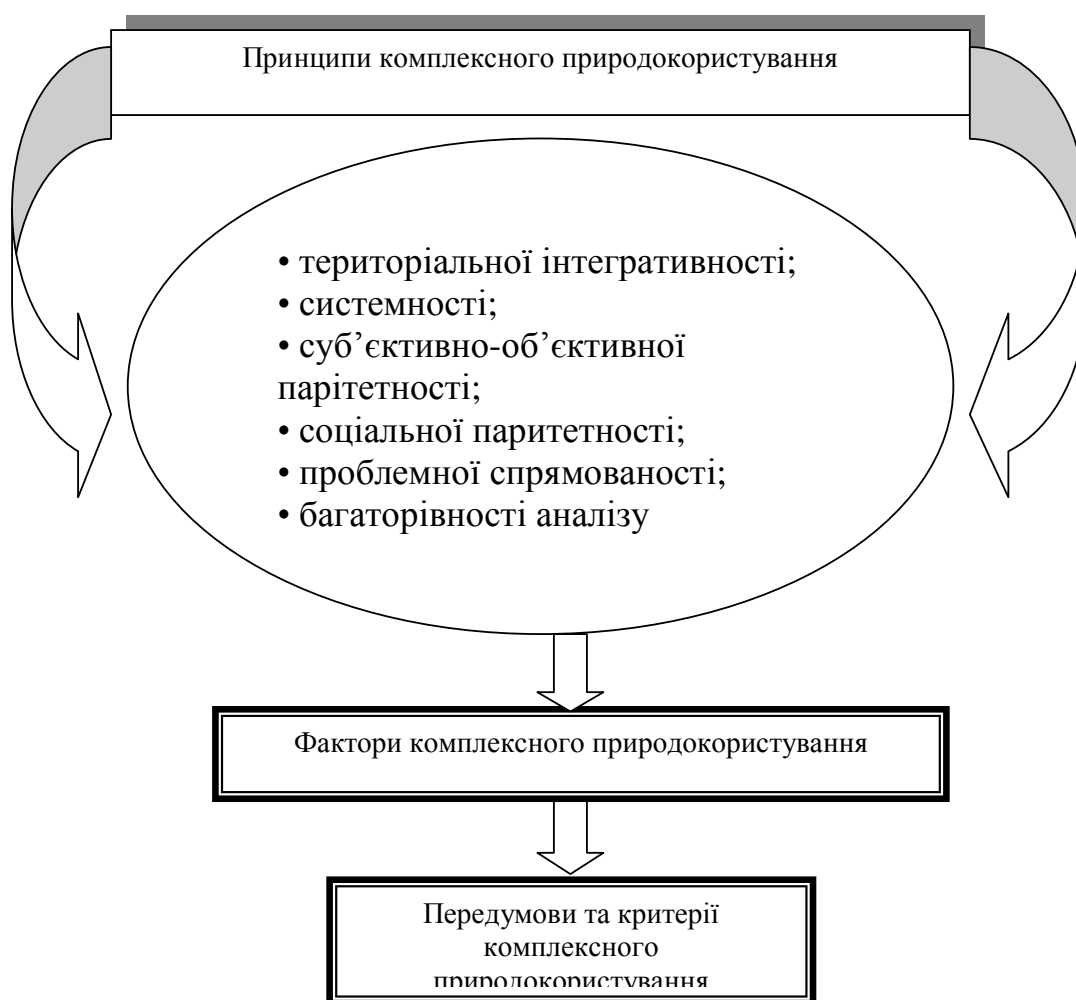 Принципи комплексного природокористування
• територіальної інтегративності;
• системності;
• суб’єктивно-об’єктивної
парітетності;
• соціальної паритетності;
• проблемної спрямованості;
• багаторівності аналізу
Фактори комплексного природокористування
Передумови та критерії
комплексного
природокористування